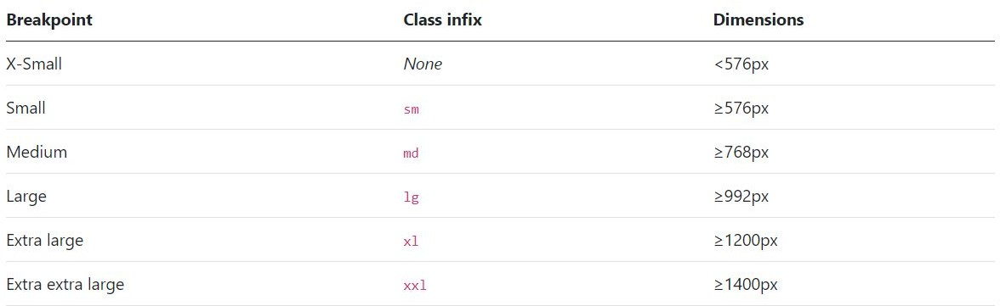 Breakpoint Class infix Dimensions
X-Small None <576px
Small sm ≥576px
Medium md ≥768px
Large lg ≥992px
Extra large xl ≥1200px
Extra extra large xxl ≥1400px